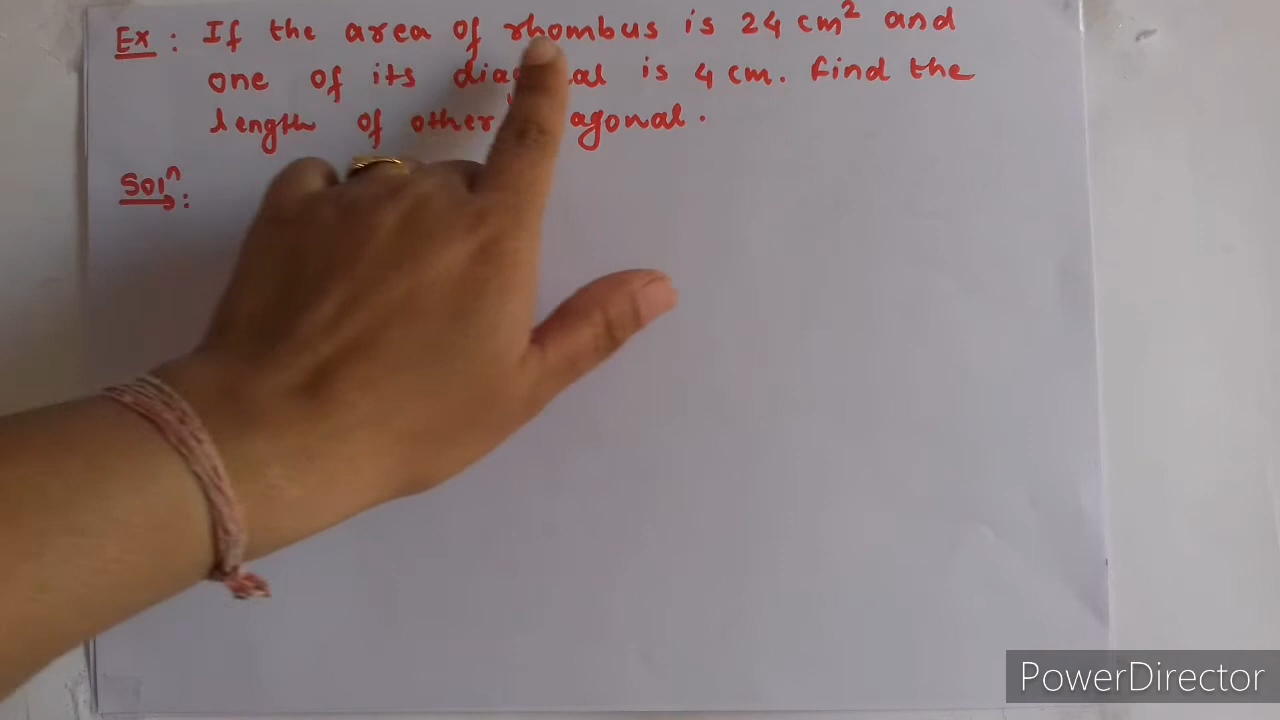 Ex : If the area of rhombus is 24 cm² and
one of its is 4 cm. Find the
length of other .
Solⁿ :
PowerDirector